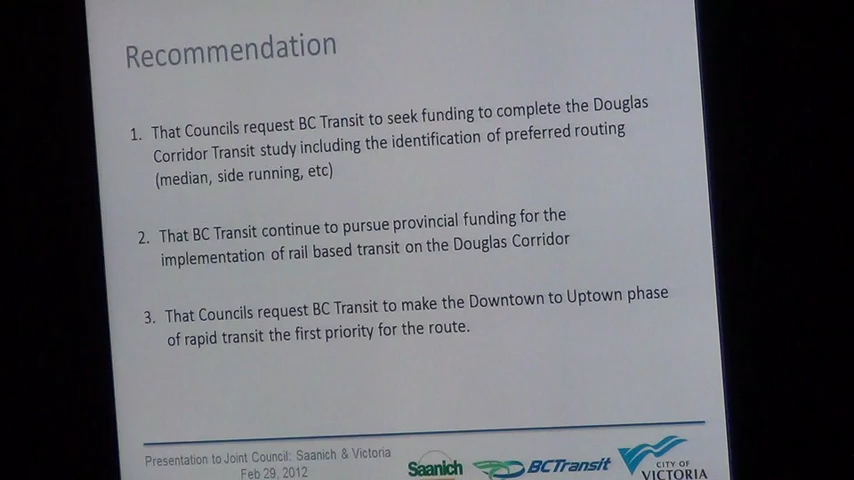 Recommendation
1. That Councils request BC Transit to seek funding to complete the Douglas
Corridor Transit study including the identification of preferred routing
(median, side running, etc)
2. That BC Transit continue to pursue provincial funding for the
implementation of rail based transit on the Douglas Corridor
3. That Councils request BC Transit to make the Downtown to Uptown phase
of rapid transit the first priority for the route.
Presentation to Joint Council: Saanich & Victoria
Feb 29, 2012
Saanich
BC Transit
CITY OF
VICTORIA